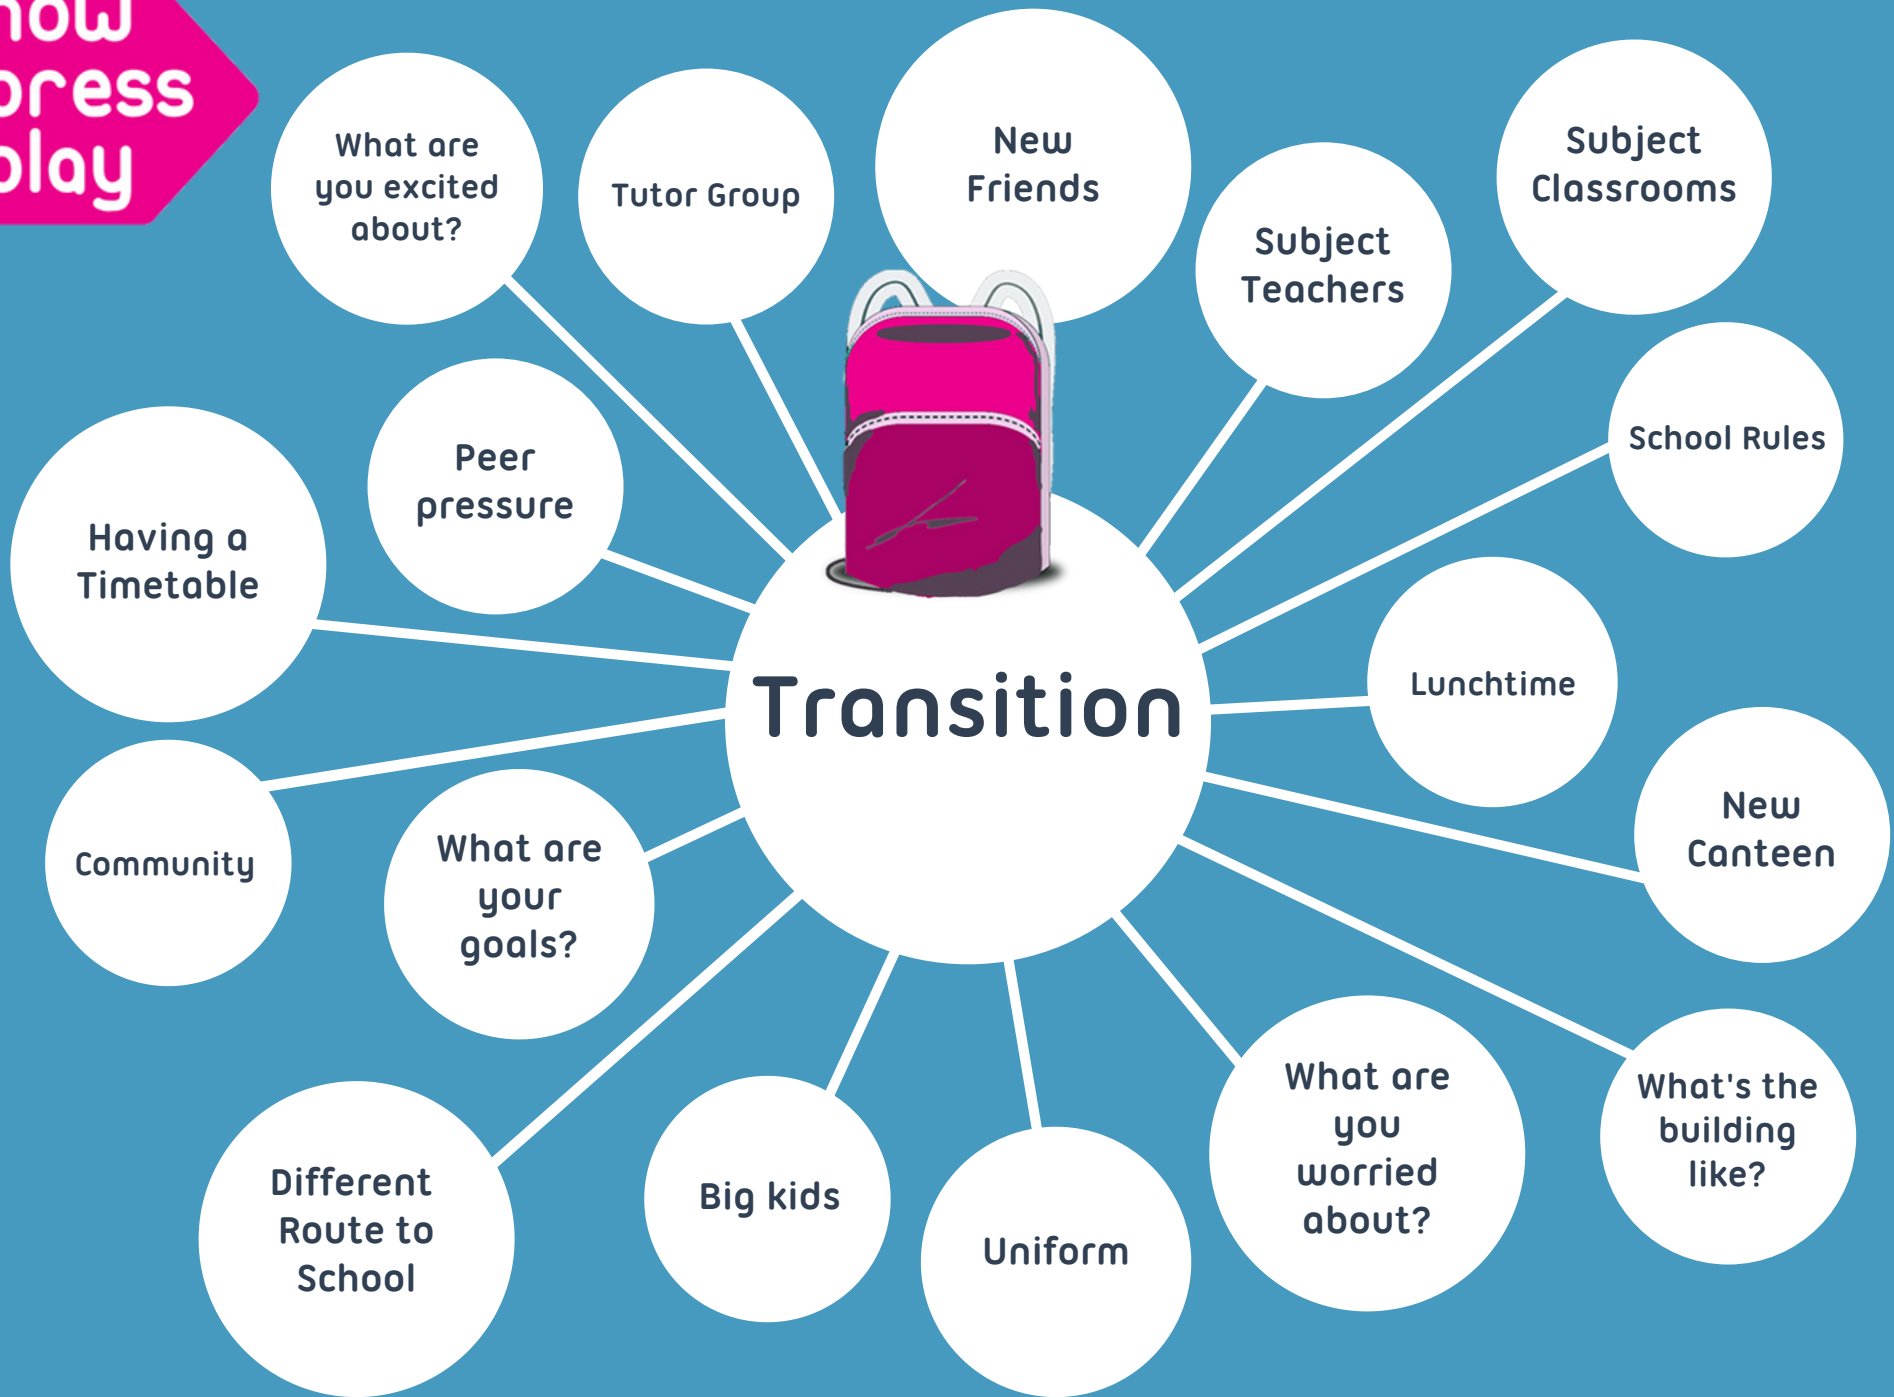 now
press
play
What are
you excited
about?
Tutor Group
New
Friends
Subject
Teachers
Subject
Classrooms
School Rules
Peer
pressure
Having a
Timetable
Transition
Lunchtime
New
Canteen
Community
What are
your
goals?
Different
Route to
School
Big kids
Uniform
What are
you
worried
about?
What's the
building
like?